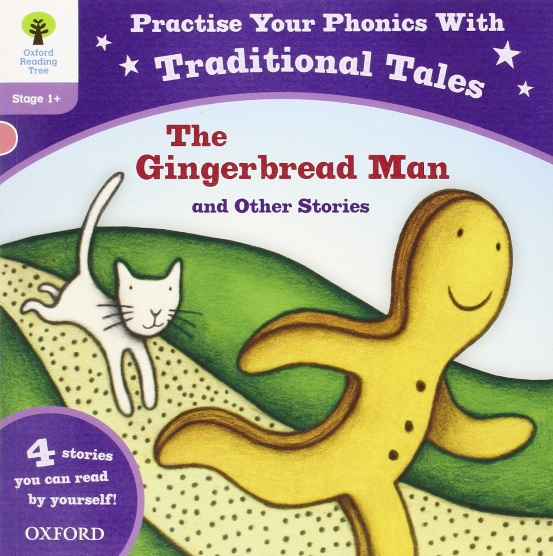 Oxford
Reading
Tree
Stage 1+
Practise Your Phonics With
Traditional Tales
The
Gingerbread Man
and Other Stories
4 stories
you can read
by yourself!
OXFORD